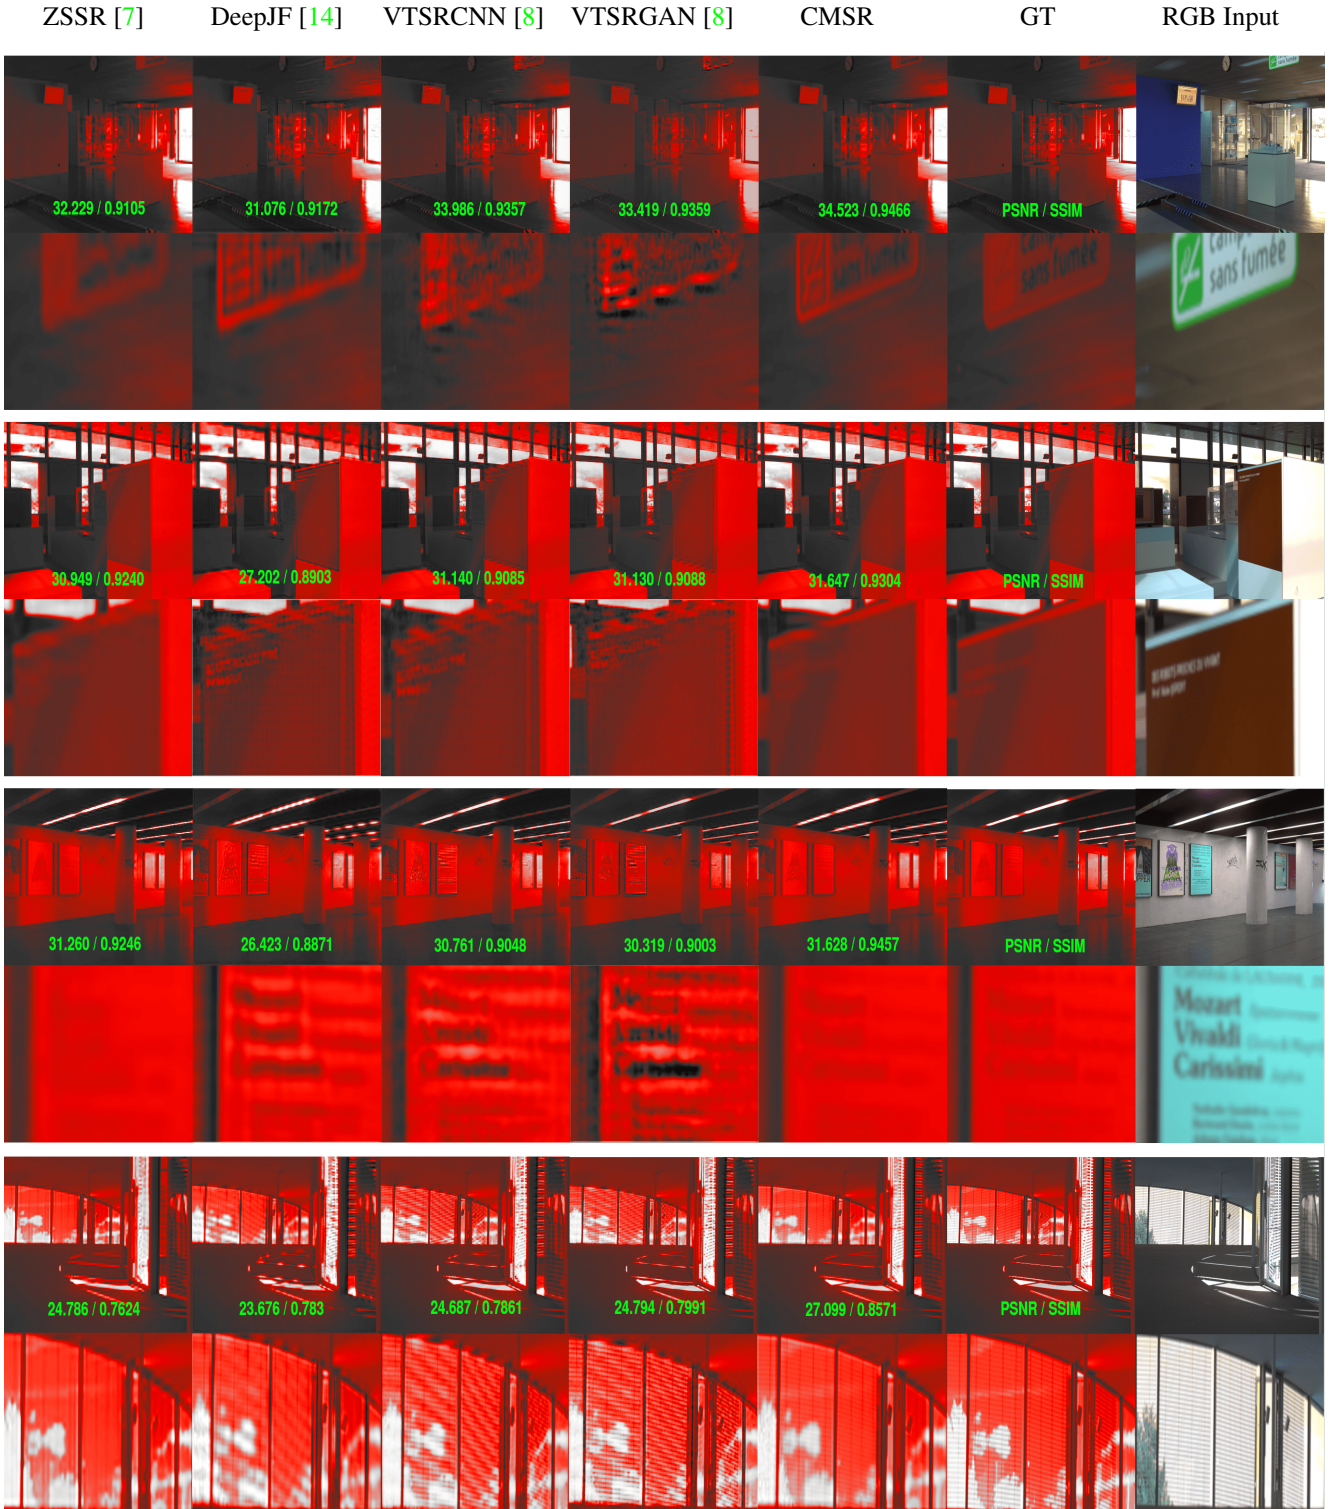 ZSSR [7] DeepJF [14] VTSRCNN [8] VTSRGAN [8] CMSR GT RGB Input
32.229 / 0.9105 31.076 / 0.9172 33.986 / 0.9357 33.419 / 0.9359 34.523 / 0.9466 PSNR / SSIM
sans fumée
sans fumée
sans fumée
30.949 / 0.9240 27.202 / 0.8903 31.140 / 0.9085 31.130 / 0.9088 31.647 / 0.9304 PSNR / SSIM
31.260 / 0.9246 26.423 / 0.8871 30.761 / 0.9048 30.319 / 0.9003 31.628 / 0.9457 PSNR / SSIM
Mozart
Vivaldi
Carissimi
24.786 / 0.7624 23.676 / 0.783 24.687 / 0.7861 24.794 / 0.7991 27.099 / 0.8571 PSNR / SSIM